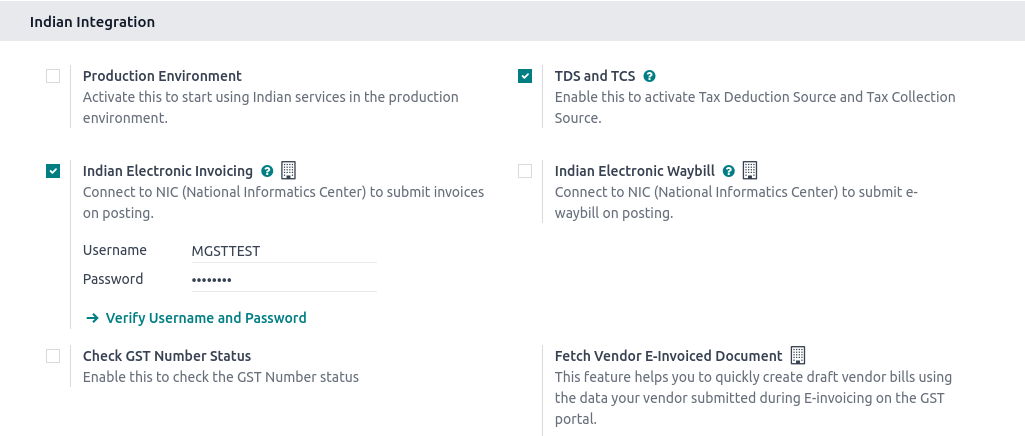 Indian Integration
Production Environment
Activate this to start using Indian services in the production
environment.
TDS and TCS ?
Enable this to activate Tax Deduction Source and Tax Collection
Source.
Indian Electronic Invoicing ?
Connect to NIC (National Informatics Center) to submit invoices
on posting.
Username MGSTTEST
Password ••••••••
→ Verify Username and Password
Indian Electronic Waybill ?
Connect to NIC (National Informatics Center) to submit e-
waybill on posting.
Check GST Number Status
Enable this to check the GST Number status
Fetch Vendor E-Invoiced Document
This feature helps you to quickly create draft vendor bills using
the data your vendor submitted during E-invoicing on the GST
portal.